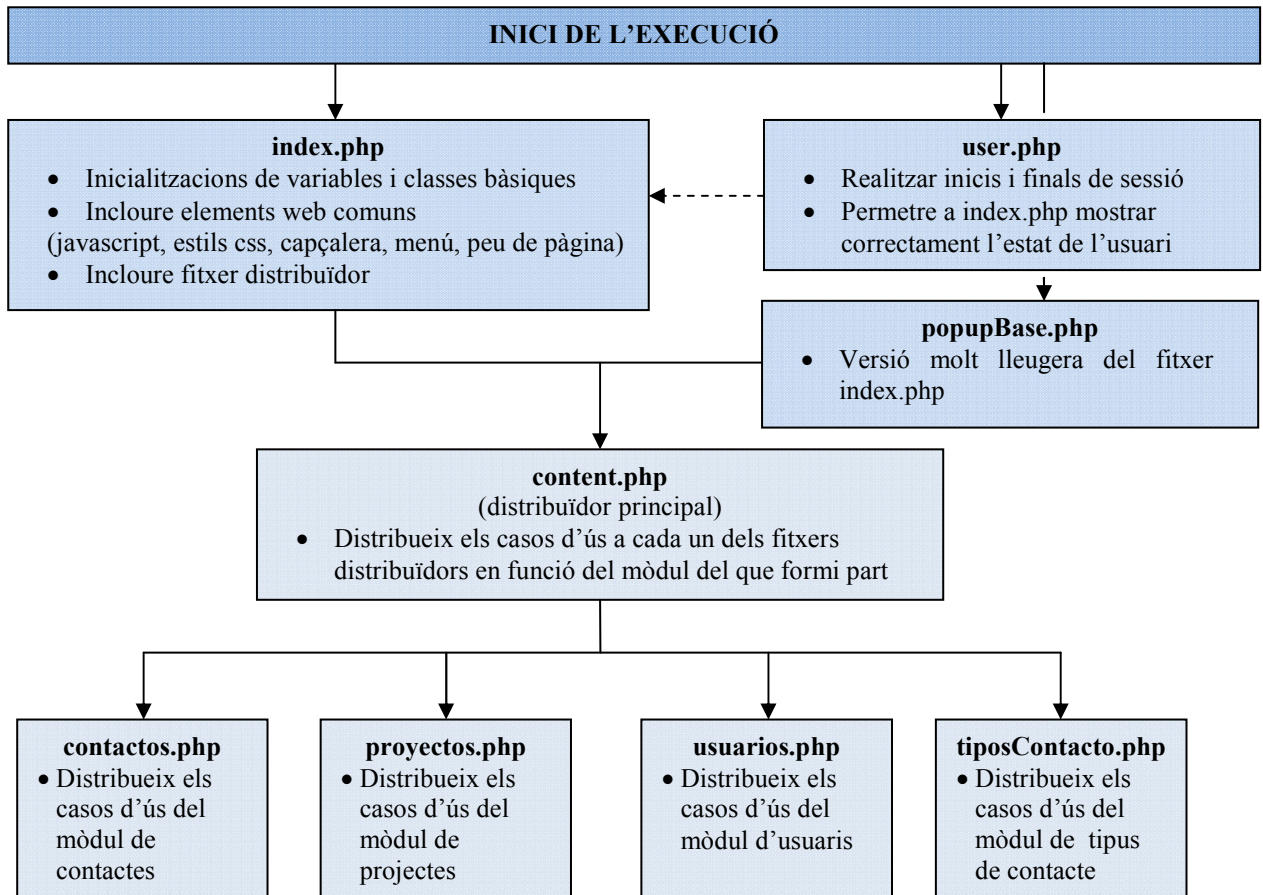 INICI DE L’EXECUCIÓ
index.php
• Inicialitzacions de variables i classes bàsiques
• Incloure elements web comuns
(javascript, estils css, capçalera, menú, peu de pàgina)
• Incloure fitxer distribuïdor
user.php
• Realitzar inicis i finals de sessió
• Permetre a index.php mostrar
correctament l’estat de l’usuari
popupBase.php
• Versió molt lleugera del fitxer
index.php
content.php
(distribuïdor principal)
• Distribueix els casos d’ús a cada un dels fitxers
distribuïdors en funció del mòdul del que formi part
contactos.php
• Distribueix els
casos d’ús del
mòdul de
contactes
proyectos.php
• Distribueix els
casos d’ús del
mòdul de
projectes
usuarios.php
• Distribueix els
casos d’ús del
mòdul d’usuaris
tiposContacto.php
• Distribueix els
casos d’ús del
mòdul de tipus
de contacte